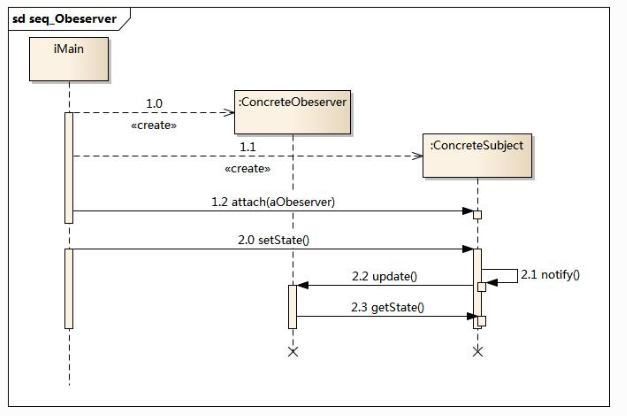 sd seq_Obeserver
iMain
1.0
:ConcreteObeserver
«create»
1.1
:ConcreteSubject
«create»
1.2 attach(aObeserver)
2.0 setState()
2.1 notify()
2.2 update()
2.3 getState()